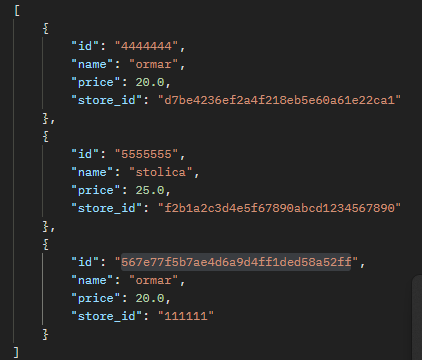 [
{
"id": "4444444",
"name": "ormar",
"price": 20.0,
"store_id": "d7be4236ef2a4f218eb5e60a61e22ca1"
},
{
"id": "5555555",
"name": "stolica",
"price": 25.0,
"store_id": "f2b1a2c3d4e5f67890abcd1234567890"
},
{
"id": "567e77f5b7ae4d6a9d4ff1ded58a52ff",
"name": "ormar",
"price": 20.0,
"store_id": "111111"
}
]